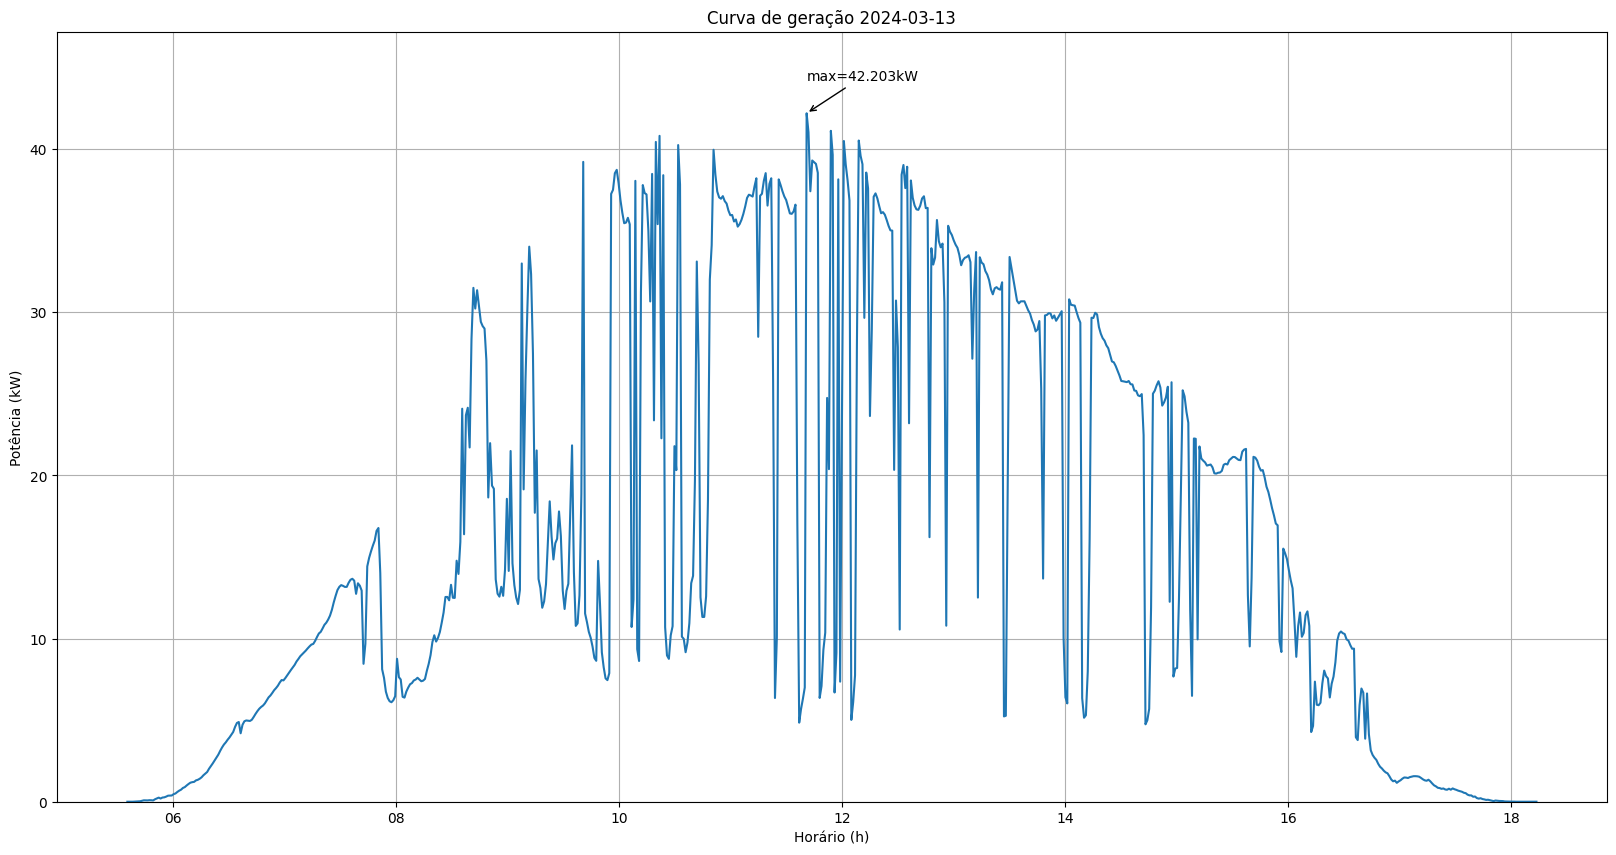 Curva de geração 2024-03-13
max=42.203kW
40
30
20
10
0
Potência (kW)
06 08 10 12 14 16 18
Horário (h)